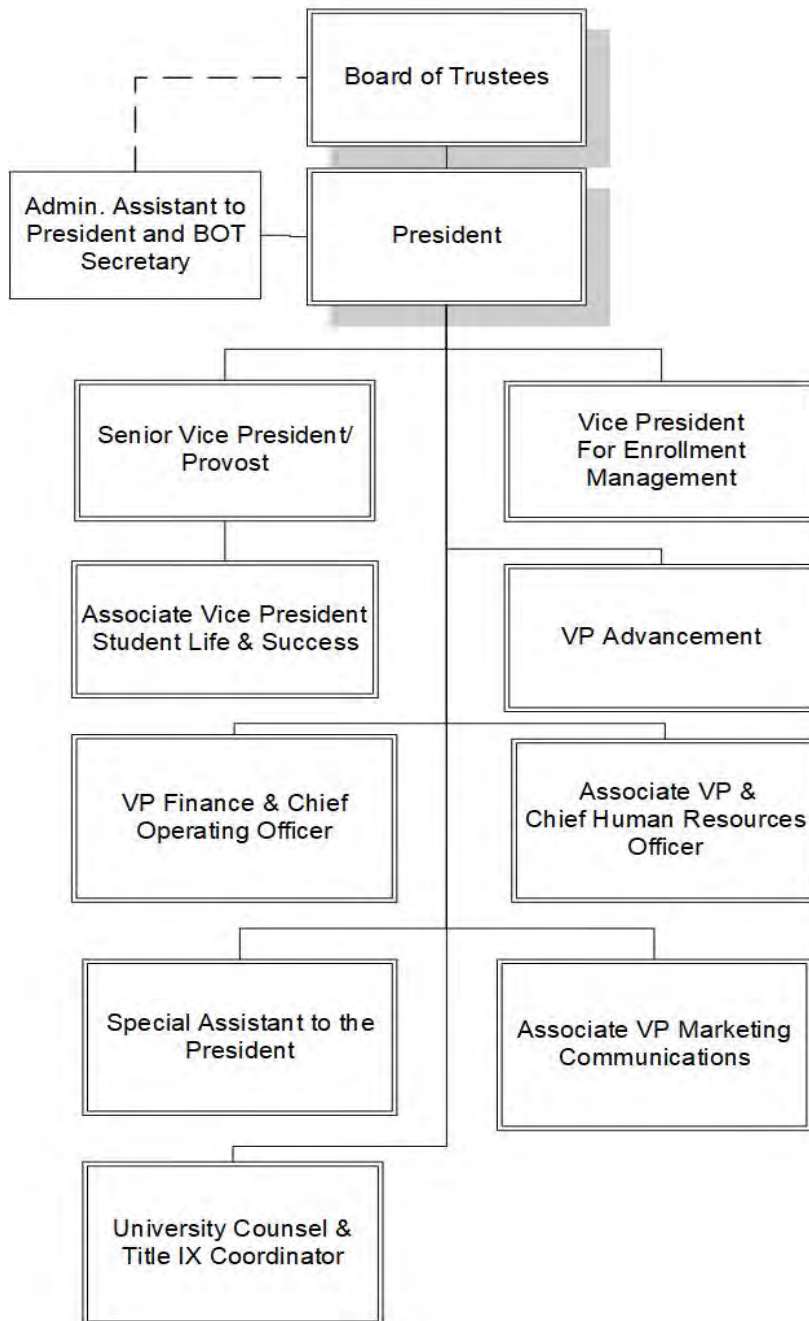 Board of Trustees
Admin. Assistant to
President and BOT
Secretary
President
Senior Vice President/
Provost
Vice President
For Enrollment
Management
Associate Vice President
Student Life & Success
VP Advancement
VP Finance & Chief
Operating Officer
Associate VP &
Chief Human Resources
Officer
Special Assistant to the
President
Associate VP Marketing
Communications
University Counsel &
Title IX Coordinator